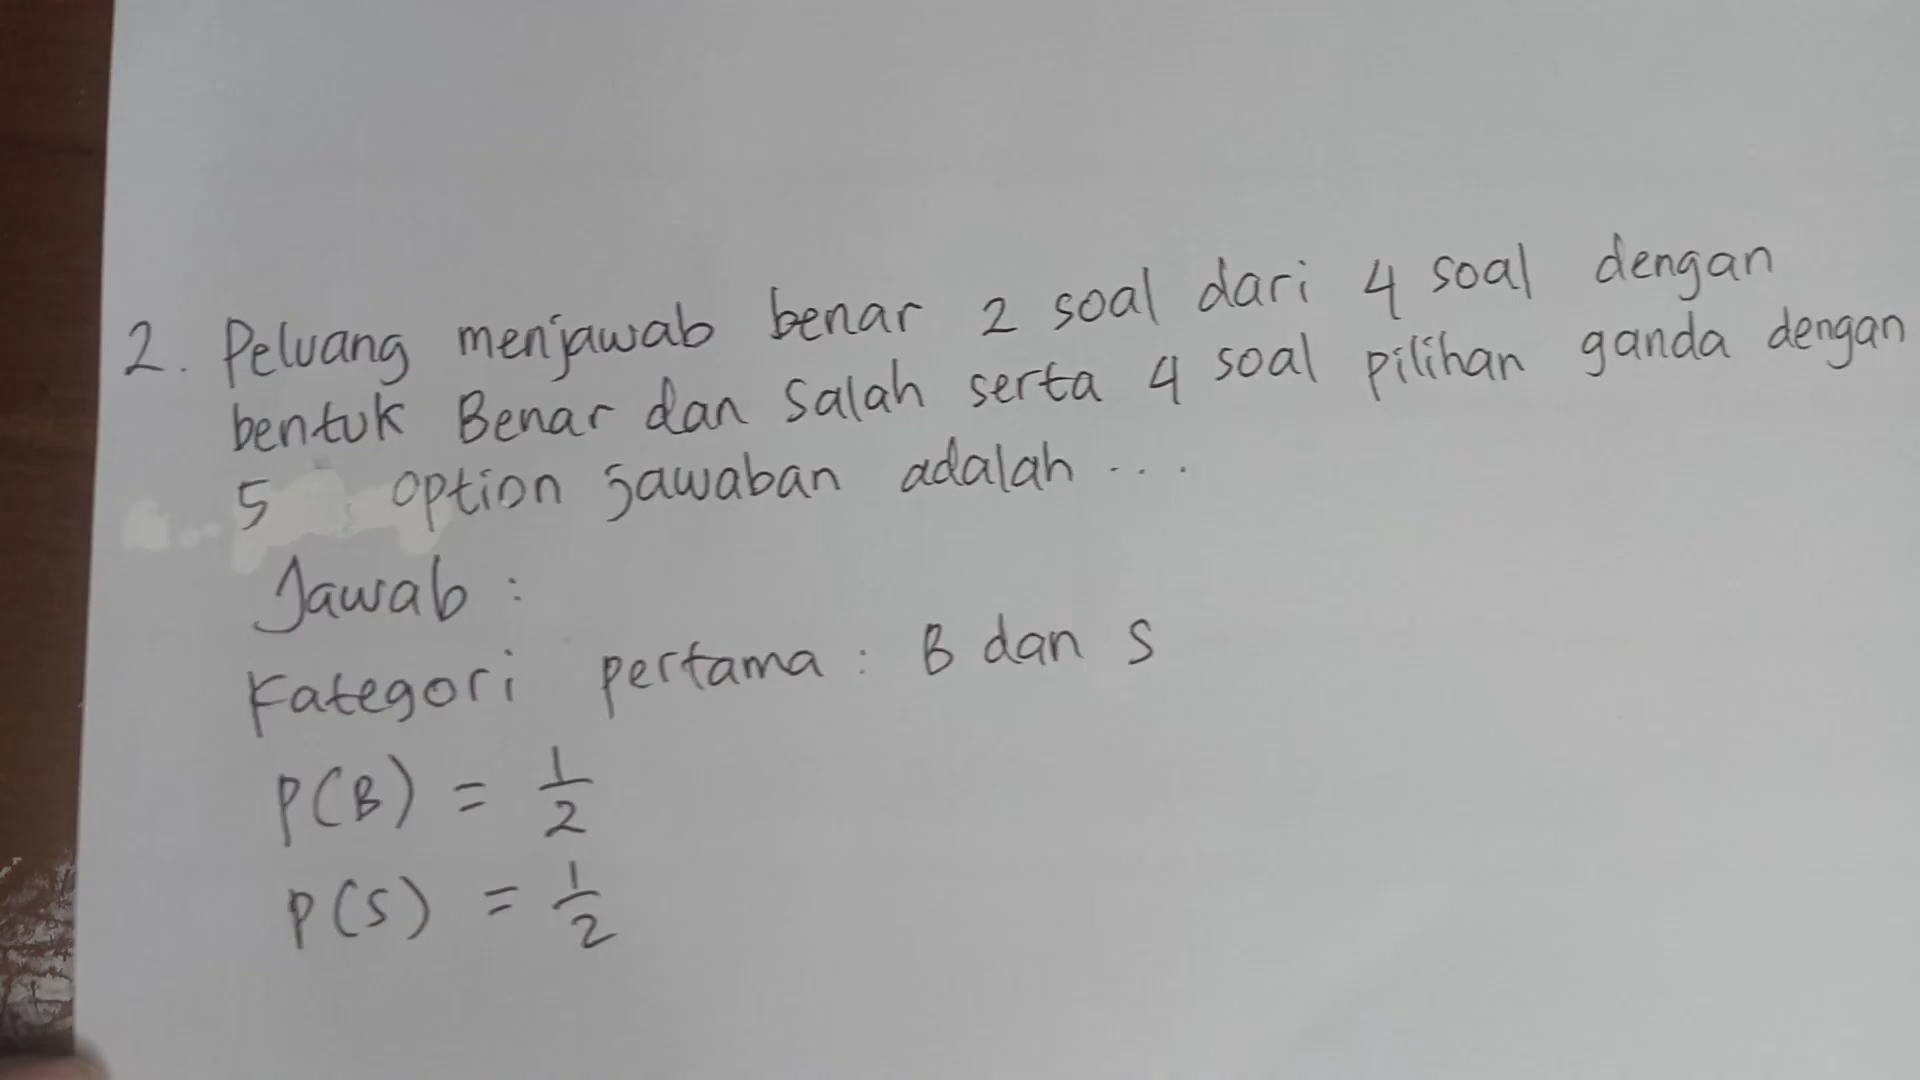 2. Peluang menjawab benar 2 soal dari 4 soal dengan
bentuk Benar dan Salah serta 4 soal pilihan ganda dengan
5 option jawaban adalah ...
Jawab :
Kategori pertama : B dan S
P(B) = 1/2
P(S) = 1/2